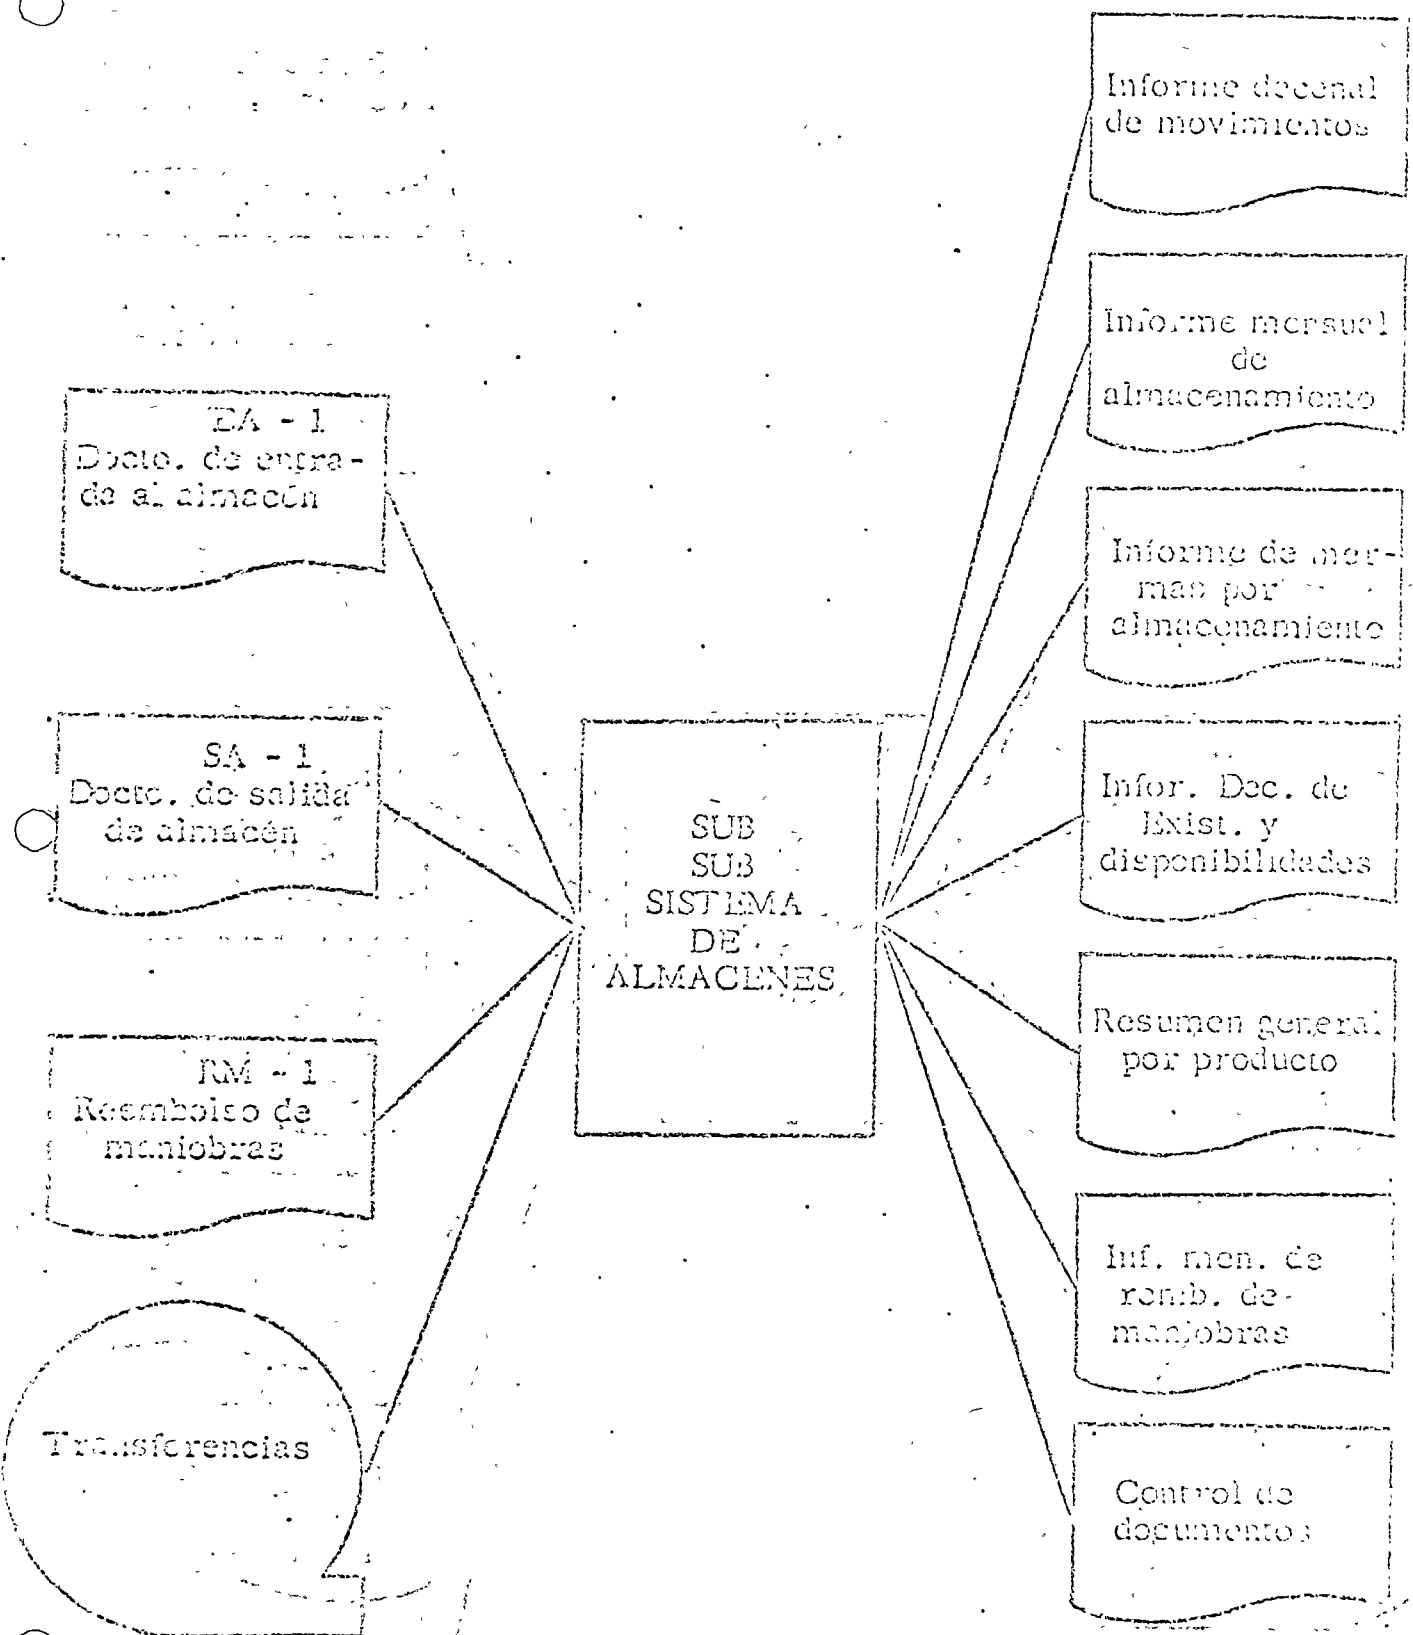 EA - 1
Docto. de entra-
da al almacén
SA - 1
Docto. de salida
de almacén
RM - 1
Reembolso de
maniobras
Transferencias
SUB
SUB
SISTEMA
DE
ALMACENES
Informe decenal
de movimientos
Informe mensual
de
almacenamiento
Informe de mer-
mas por
almacenamiento
Infor. Dec. de
Exist. y
disponibilidades
Resumen general
por producto
Inf. men. de
remb. de
maniobras
Control de
documentos